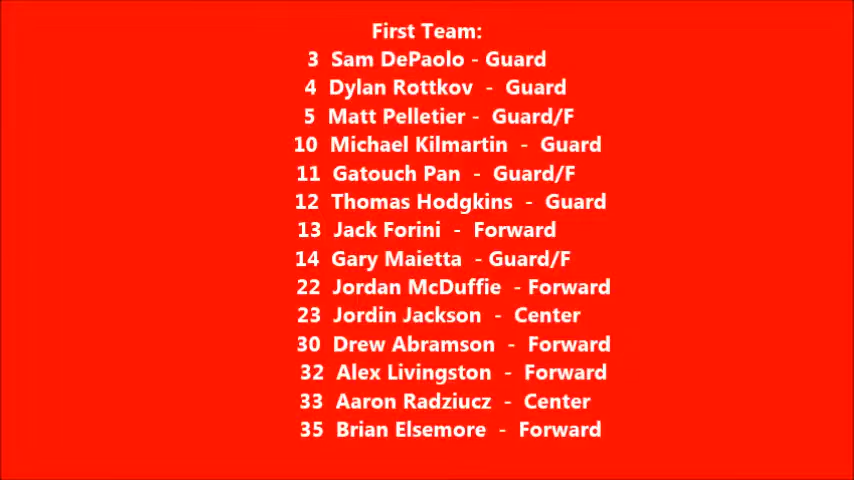 First Team:
3 Sam DePaolo - Guard
4 Dylan Rottkov - Guard
5 Matt Pelletier - Guard/F
10 Michael Kilmartin - Guard
11 Gatouch Pan - Guard/F
12 Thomas Hodgkins - Guard
13 Jack Forini - Forward
14 Gary Maietta - Guard/F
22 Jordan McDuffie - Forward
23 Jordin Jackson - Center
30 Drew Abramson - Forward
32 Alex Livingston - Forward
33 Aaron Radziucz - Center
35 Brian Elsemore - Forward